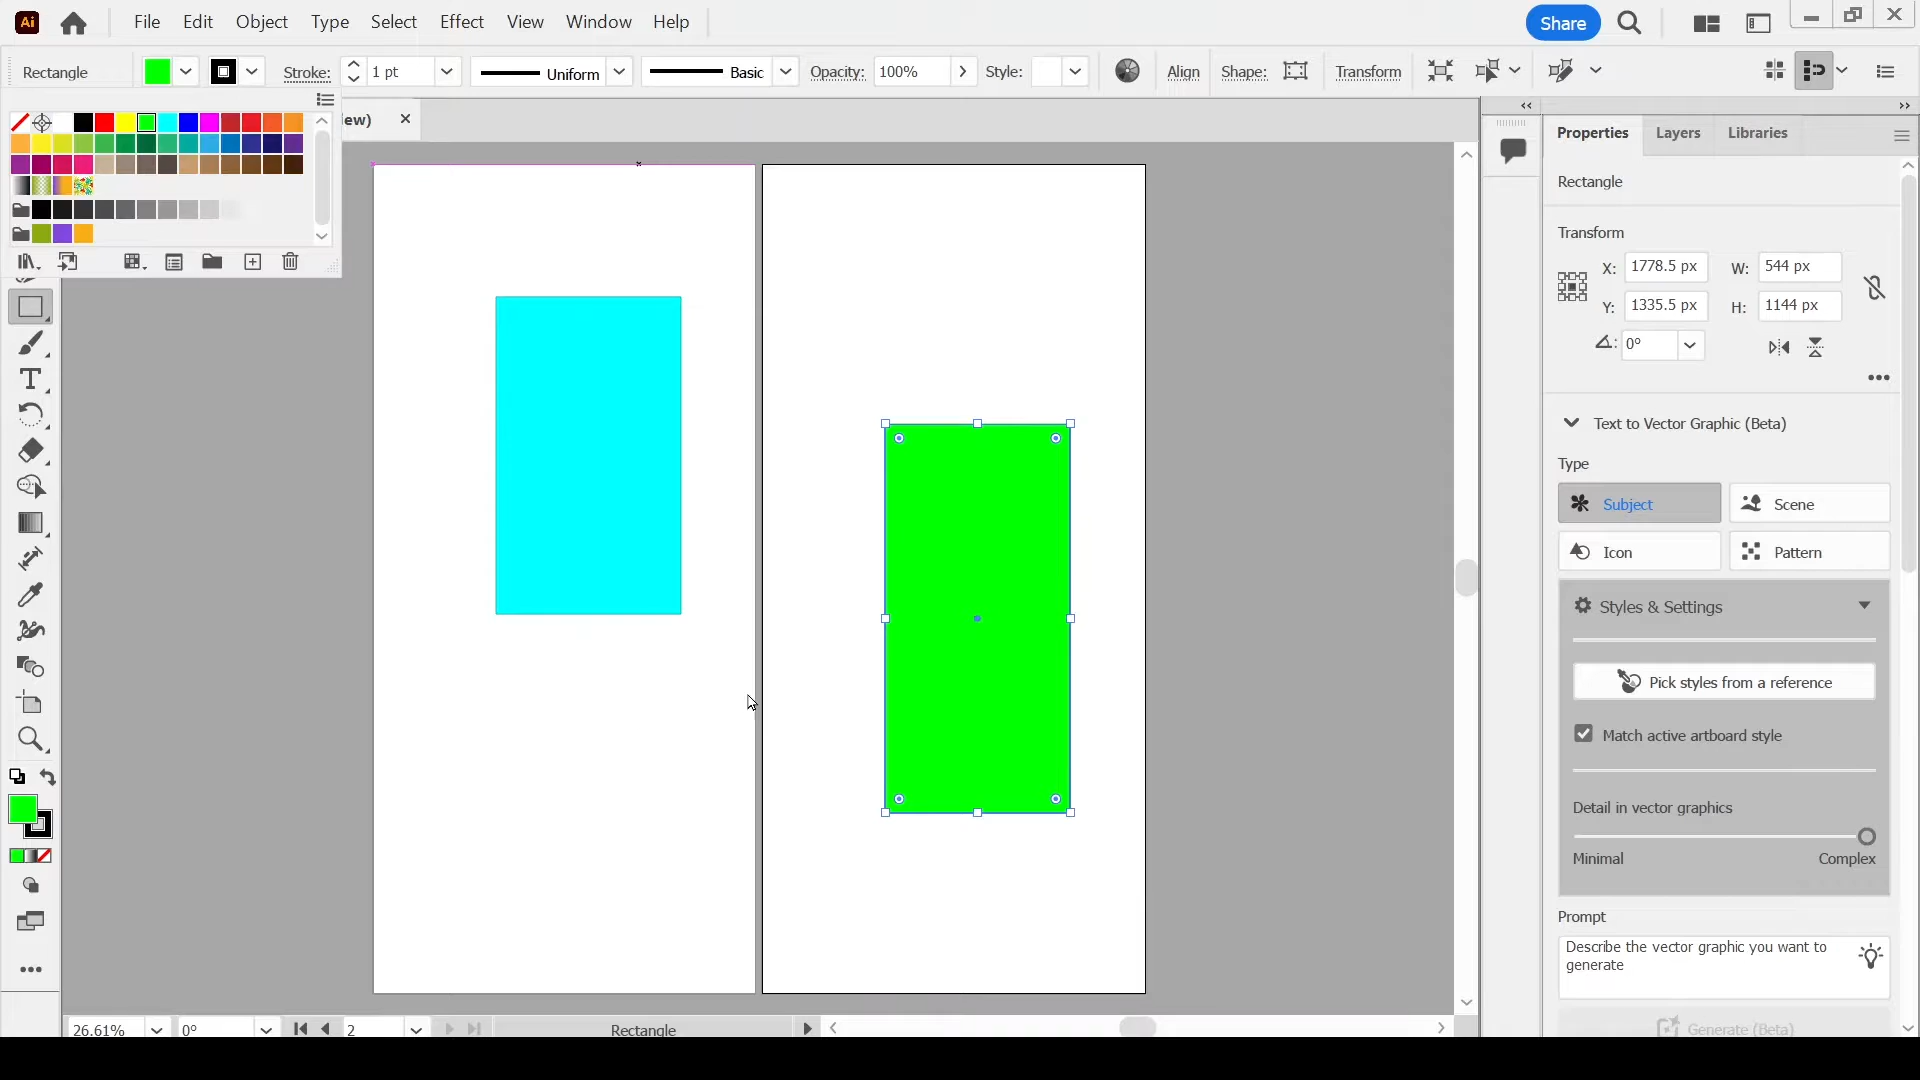 Ai File Edit Object Type Select Effect View Window Help Share
Rectangle Stroke: 1 pt Uniform Basic Opacity: 100% Style: Align Shape: Transform
ew)
Properties Layers Libraries
Rectangle
Transform
X: 1778.5 px W: 544 px
Y: 1335.5 px H: 1144 px
0°
Text to Vector Graphic (Beta)
Type
Subject Scene
Icon Pattern
Styles & Settings
Pick styles from a reference
Match active artboard style
Detail in vector graphics
Minimal Complex
Prompt
Describe the vector graphic you want to
generate
Generate (Beta)
26.61% 0° 2 Rectangle